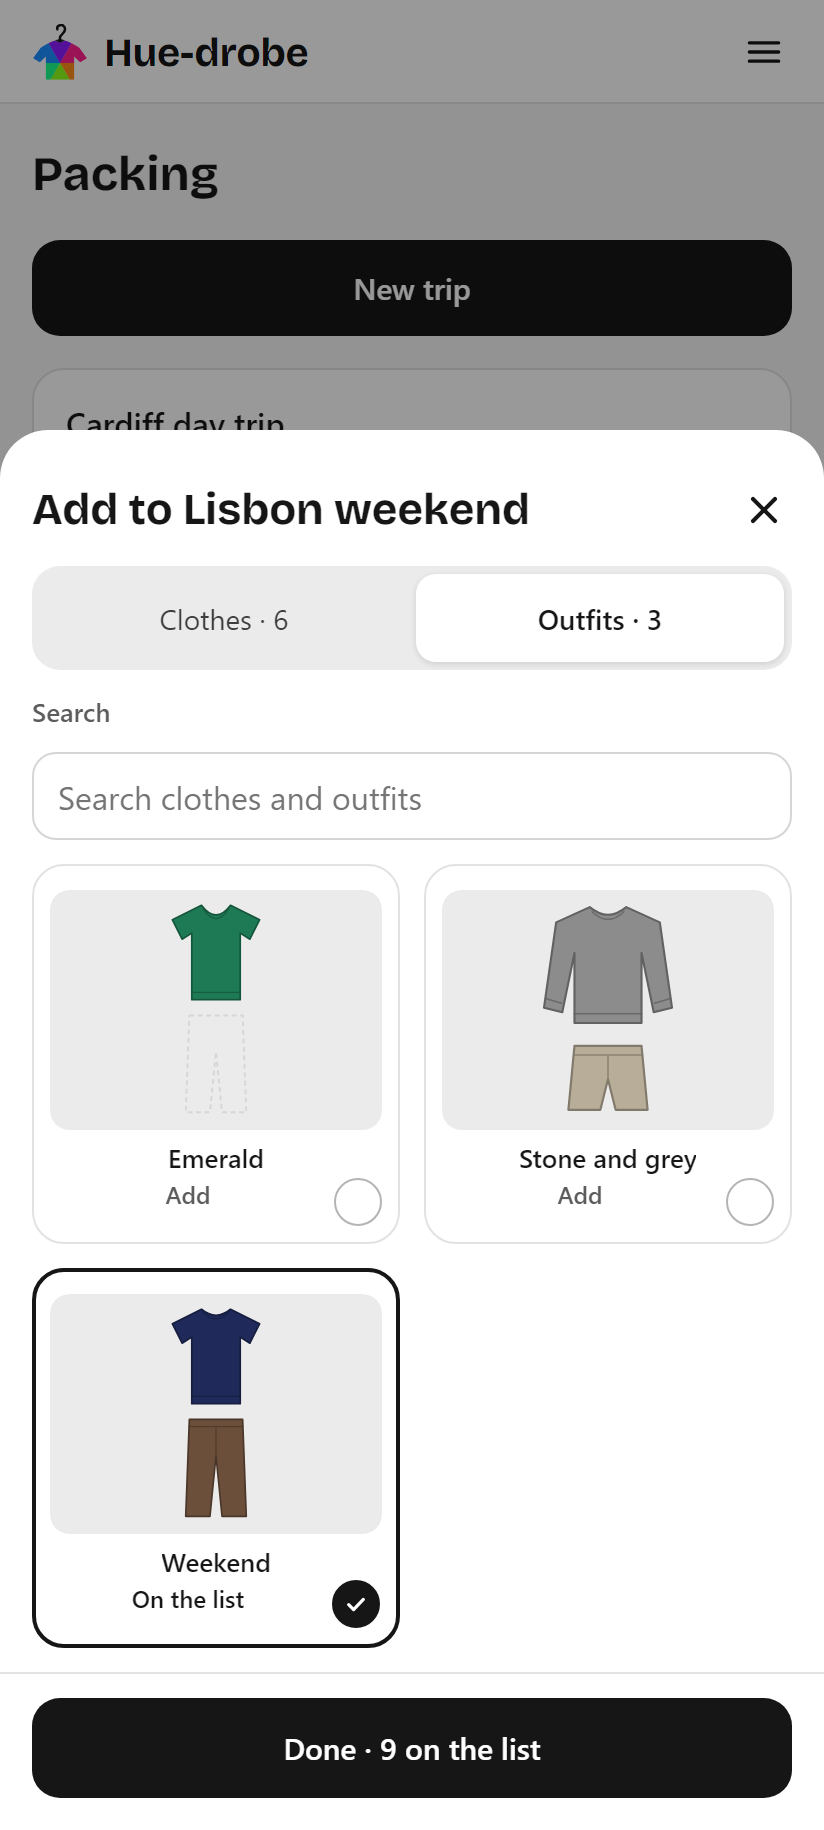 Hue-drobe
Packing
New trip
Cardiff day trip
Add to Lisbon weekend
Clothes · 6
Outfits · 3
Search
Search clothes and outfits
Emerald
Add
Stone and grey
Add
Weekend
On the list
Done · 9 on the list